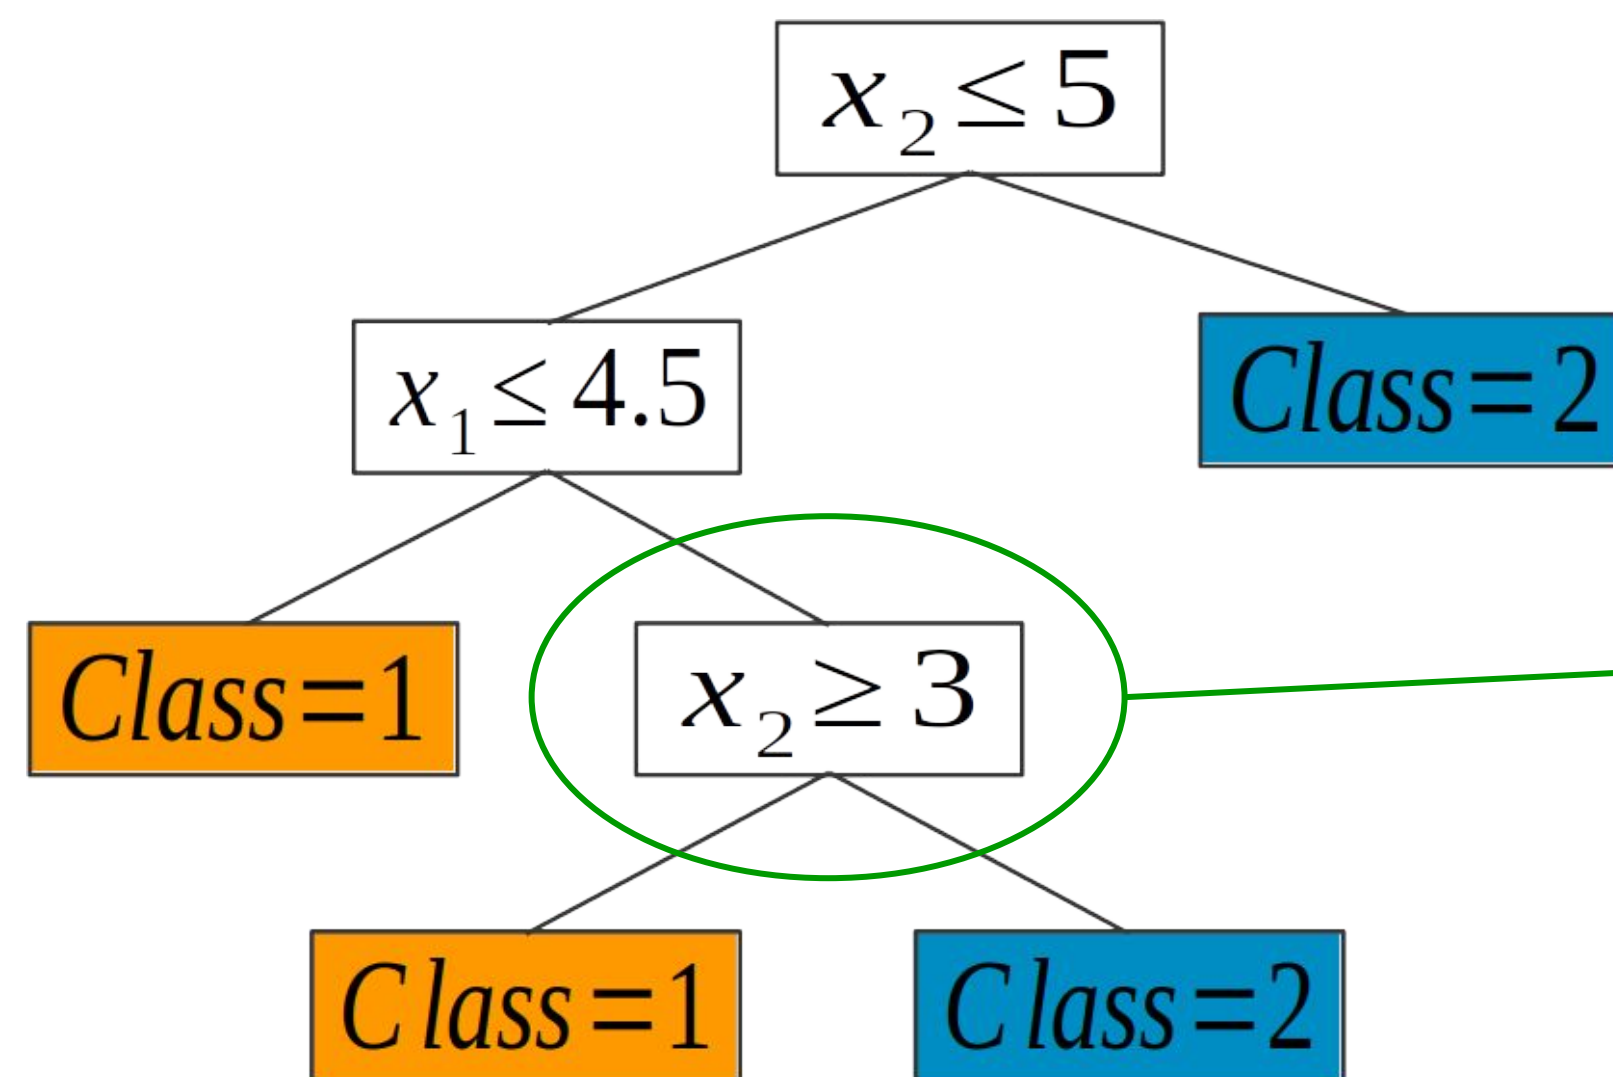 x₂ ≤ 5
x₁ ≤ 4.5
Class=2
Class=1
x₂ ≥ 3
Class=1
Class=2